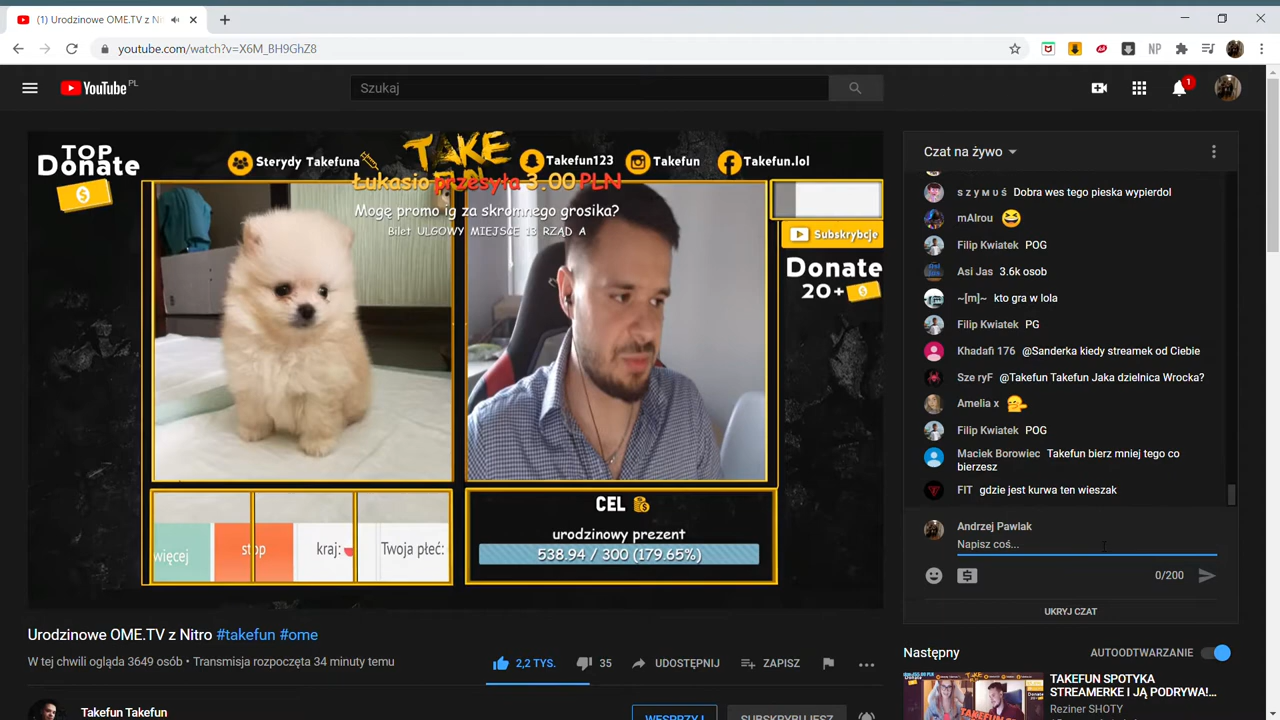 (1) Urodzinowe OME.TV z Nitro
youtube.com/watch?v=X6M_BH9GhZ8
NP
YouTube PL
Szukaj
1
TOP
Donate
Sterydy Takefuna
TAKE
Takefun123
Takefun
Takefun.lol
Łukasio przesyła 3.00 PLN
Mogę promo ig za skromnego grosika?
Bilet ULGOWY MIEJSCE 13 RZĄD A
Subskrybcje
Donate
20+
więcej
stop
kraj:
Twoja płeć:
CEL
urodzinowy prezent
538.94 / 300 (179.65%)
Urodzinowe OME.TV z Nitro #takefun #ome
W tej chwili ogląda 3649 osób • Transmisja rozpoczęta 34 minuty temu
2,2 TYS.
35
UDOSTĘPNIJ
ZAPISZ
Takefun Takefun
WESPRZYJ
SUBSKRYBUJESZ
Czat na żywo
s z y м u ś Dobra wes tego pieska wypierdol
mAlrou
Filip Kwiatek POG
Asi Jas 3.6k osob
~[m]~ kto gra w lola
Filip Kwiatek PG
Khadafi 176 @Sanderka kiedy streamek od Ciebie
Sze ryF @Takefun Takefun Jaka dzielnica Wrocka?
Amelia x
Filip Kwiatek POG
Maciek Borowiec Takefun bierz mniej tego co
bierzesz
FIT gdzie jest kurwa ten wieszak
Andrzej Pawlak
Napisz coś...
0/200
UKRYJ CZAT
Następny
AUTOODTWARZANIE
TAKEFUN SPOTYKA
STREAMERKE I JĄ PODRYWA!...
Reziner SHOTY